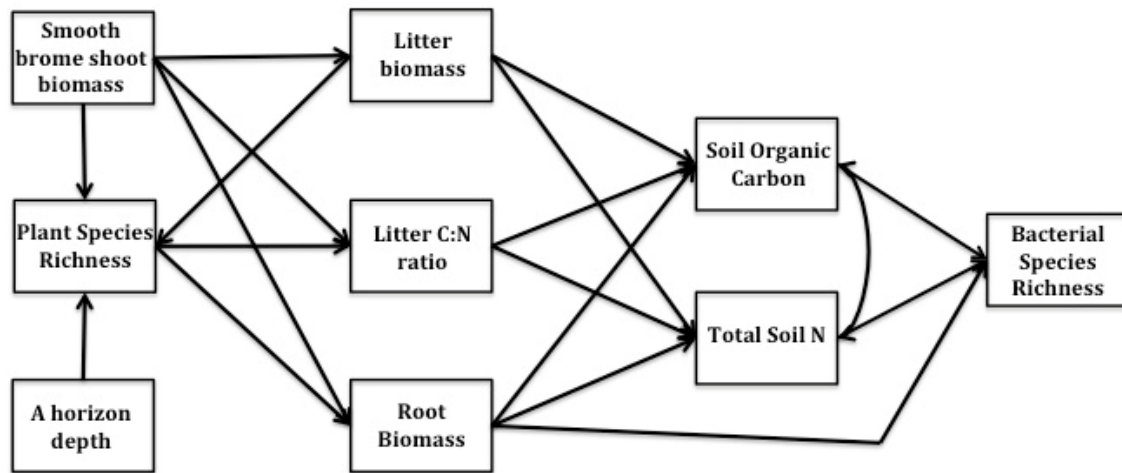 Smooth
brome shoot
biomass
Litter
biomass
Soil Organic
Carbon
Plant Species
Richness
Litter C:N
ratio
Bacterial
Species
Richness
Total Soil N
A horizon
depth
Root
Biomass